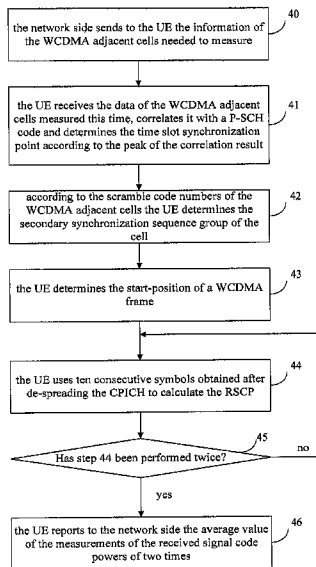 the network side sends to the UE the information of
the WCDMA adjacent cells needed to measure
40
the UE receives the data of the WCDMA adjacent
cells measured this time, correlates it with a P-SCH
code and determines the time slot synchronization
point according to the peak of the correlation result
41
according to the scramble code numbers of the
WCDMA adjacent cells the UE determines the
secondary synchronization sequence group of the
cell
42
the UE determines the start-position of a WCDMA
frame
43
the UE uses ten consecutive symbols obtained after
de-spreading the CPICH to calculate the RSCP
44
Has step 44 been performed twice?
45
no
yes
the UE reports to the network side the average value
of the measurements of the received signal code
powers of two times
46